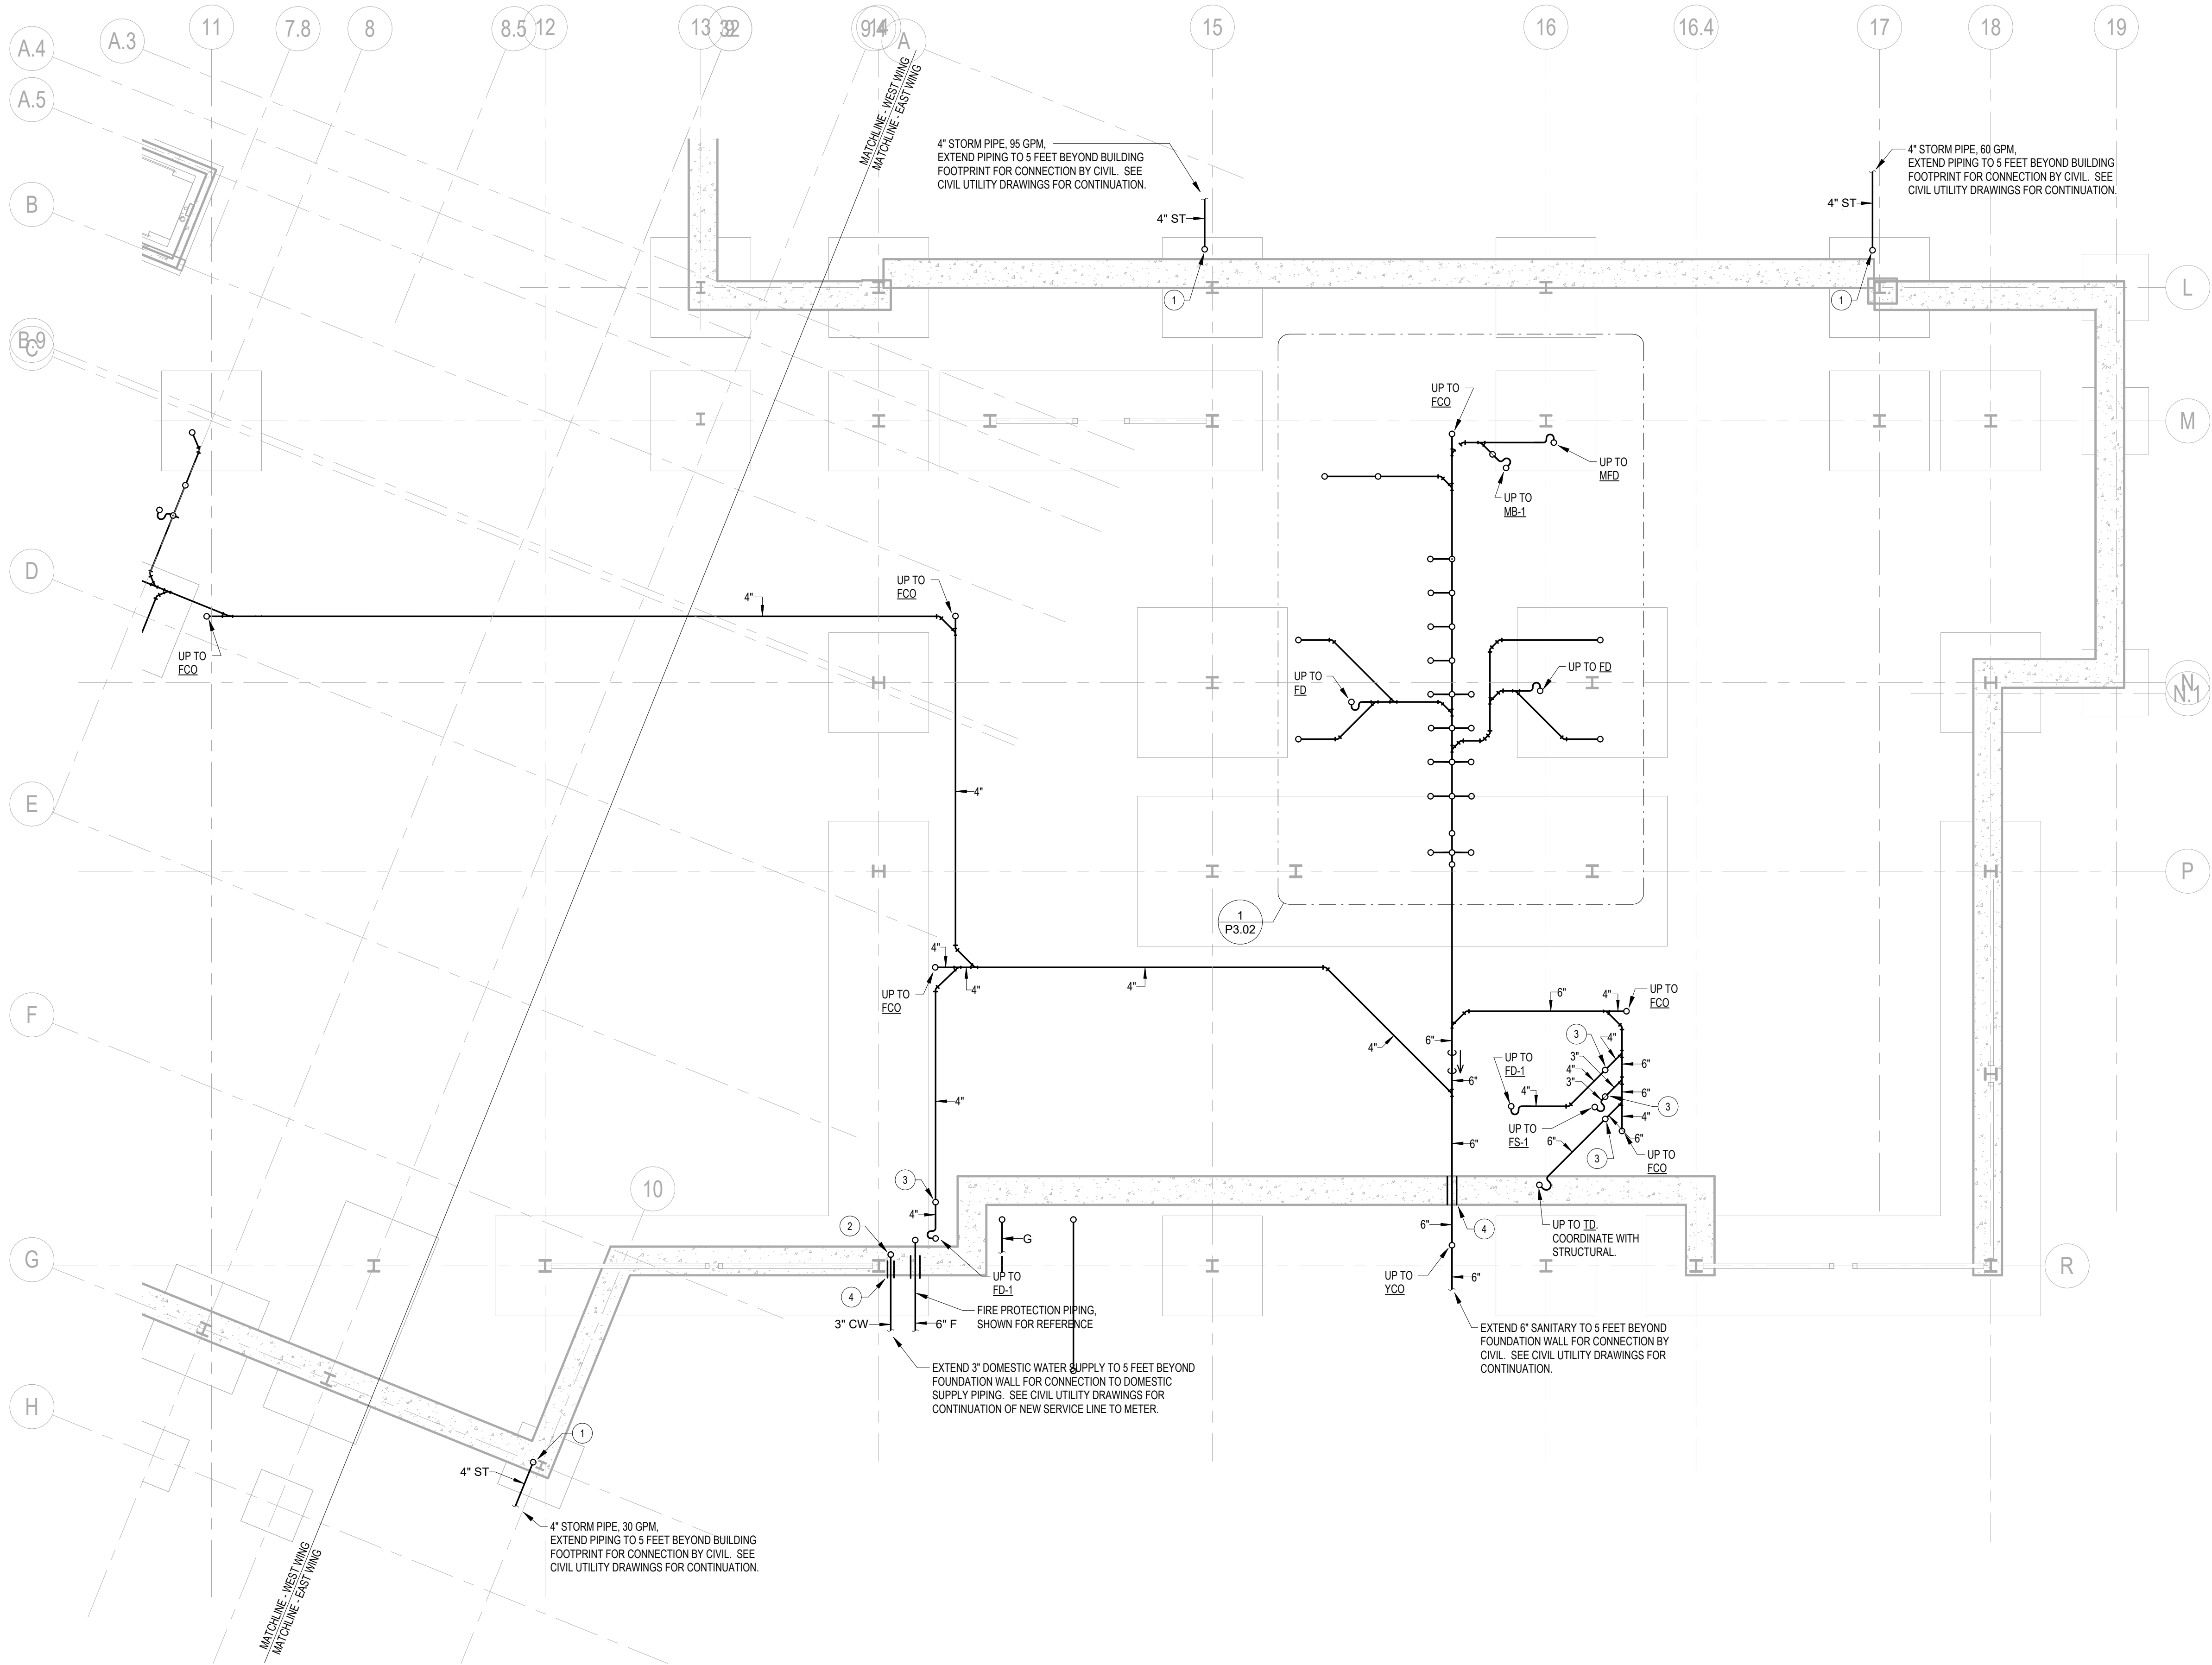 A.4
A.3
11
7.8
8
8.5
12
13
9
9.4
14
A
15
16
16.4
17
18
19
A.5
B
B.9
C
D
E
F
G
H
L
M
N
N.1
P
R
10
MATCHLINE - WEST WING
MATCHLINE - EAST WING
4" STORM PIPE, 95 GPM,
EXTEND PIPING TO 5 FEET BEYOND BUILDING
FOOTPRINT FOR CONNECTION BY CIVIL. SEE
CIVIL UTILITY DRAWINGS FOR CONTINUATION.
4" ST
1
4" STORM PIPE, 60 GPM,
EXTEND PIPING TO 5 FEET BEYOND BUILDING
FOOTPRINT FOR CONNECTION BY CIVIL. SEE
CIVIL UTILITY DRAWINGS FOR CONTINUATION.
4" ST
1
UP TO
FCO
UP TO
MFD
UP TO
MB-1
UP TO
FCO
4"
UP TO
FCO
UP TO
FD
UP TO FD
4"
1
P3.02
4"
4"
4"
UP TO
FCO
4"
4"
6"
4"
UP TO
FCO
6"
6"
3
4"
3"
4"
3"
6"
6"
4"
6"
UP TO
FD-1
4"
3
UP TO
FS-1
6"
3
UP TO
FCO
6"
3
4"
2
4
G
UP TO
FD-1
FIRE PROTECTION PIPING,
SHOWN FOR REFERENCE
3" CW
6" F
EXTEND 3" DOMESTIC WATER SUPPLY TO 5 FEET BEYOND
FOUNDATION WALL FOR CONNECTION TO DOMESTIC
SUPPLY PIPING. SEE CIVIL UTILITY DRAWINGS FOR
CONTINUATION OF NEW SERVICE LINE TO METER.
6"
4
UP TO TD.
COORDINATE WITH
STRUCTURAL.
UP TO
YCO
6"
EXTEND 6" SANITARY TO 5 FEET BEYOND
FOUNDATION WALL FOR CONNECTION BY
CIVIL. SEE CIVIL UTILITY DRAWINGS FOR
CONTINUATION.
1
4" ST
4" STORM PIPE, 30 GPM,
EXTEND PIPING TO 5 FEET BEYOND BUILDING
FOOTPRINT FOR CONNECTION BY CIVIL. SEE
CIVIL UTILITY DRAWINGS FOR CONTINUATION.
MATCHLINE - WEST WING
MATCHLINE - EAST WING